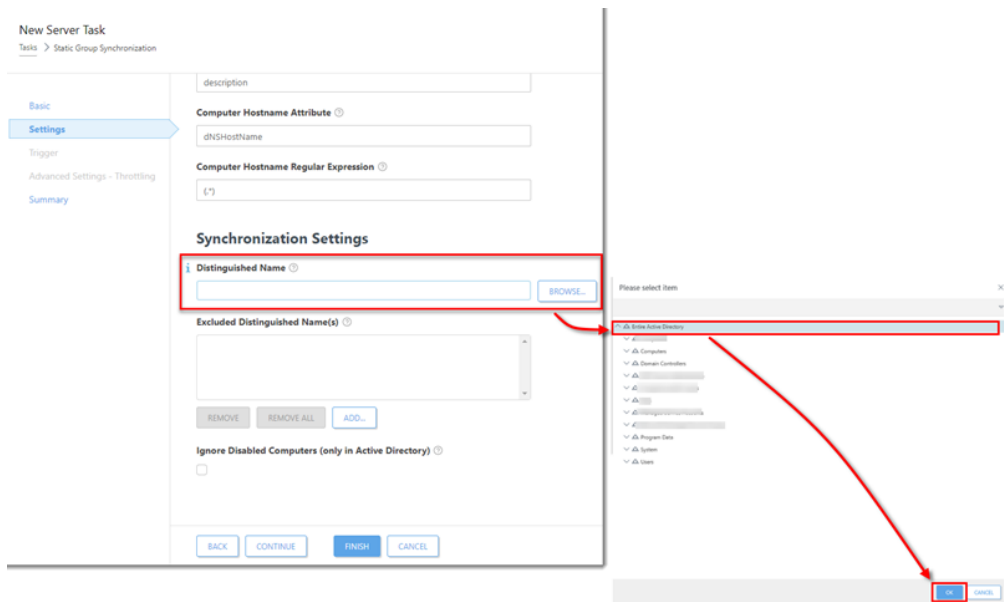 New Server Task
Tasks > Static Group Synchronization
Basic
Settings
Trigger
Advanced Settings - Throttling
Summary
description
Computer Hostname Attribute
dNSHostName
Computer Hostname Regular Expression
(.*)
Synchronization Settings
Distinguished Name
BROWSE...
Excluded Distinguished Name(s)
REMOVE
REMOVE ALL
ADD...
Ignore Disabled Computers (only in Active Directory)
BACK
CONTINUE
FINISH
CANCEL
Please select item
Entire Active Directory
Computers
Domain Controllers
Program Data
System
Users
OK
CANCEL